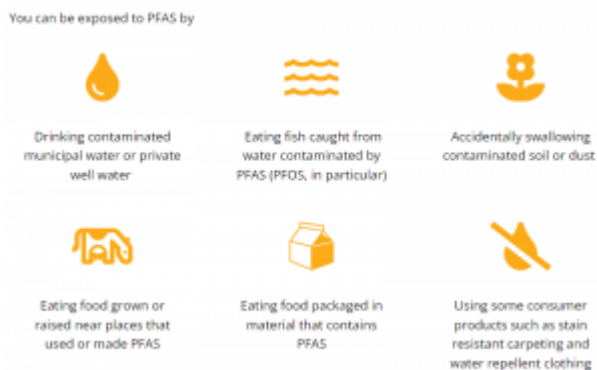 You can be exposed to PFAS by
Drinking contaminated
municipal water or private
well water
Eating fish caught from
water contaminated by
PFAS (PFOS, in particular)
Accidentally swallowing
contaminated soil or dust
Eating food grown or
raised near places that
used or made PFAS
Eating food packaged in
material that contains
PFAS
Using some consumer
products such as stain
resistant carpeting and
water repellent clothing